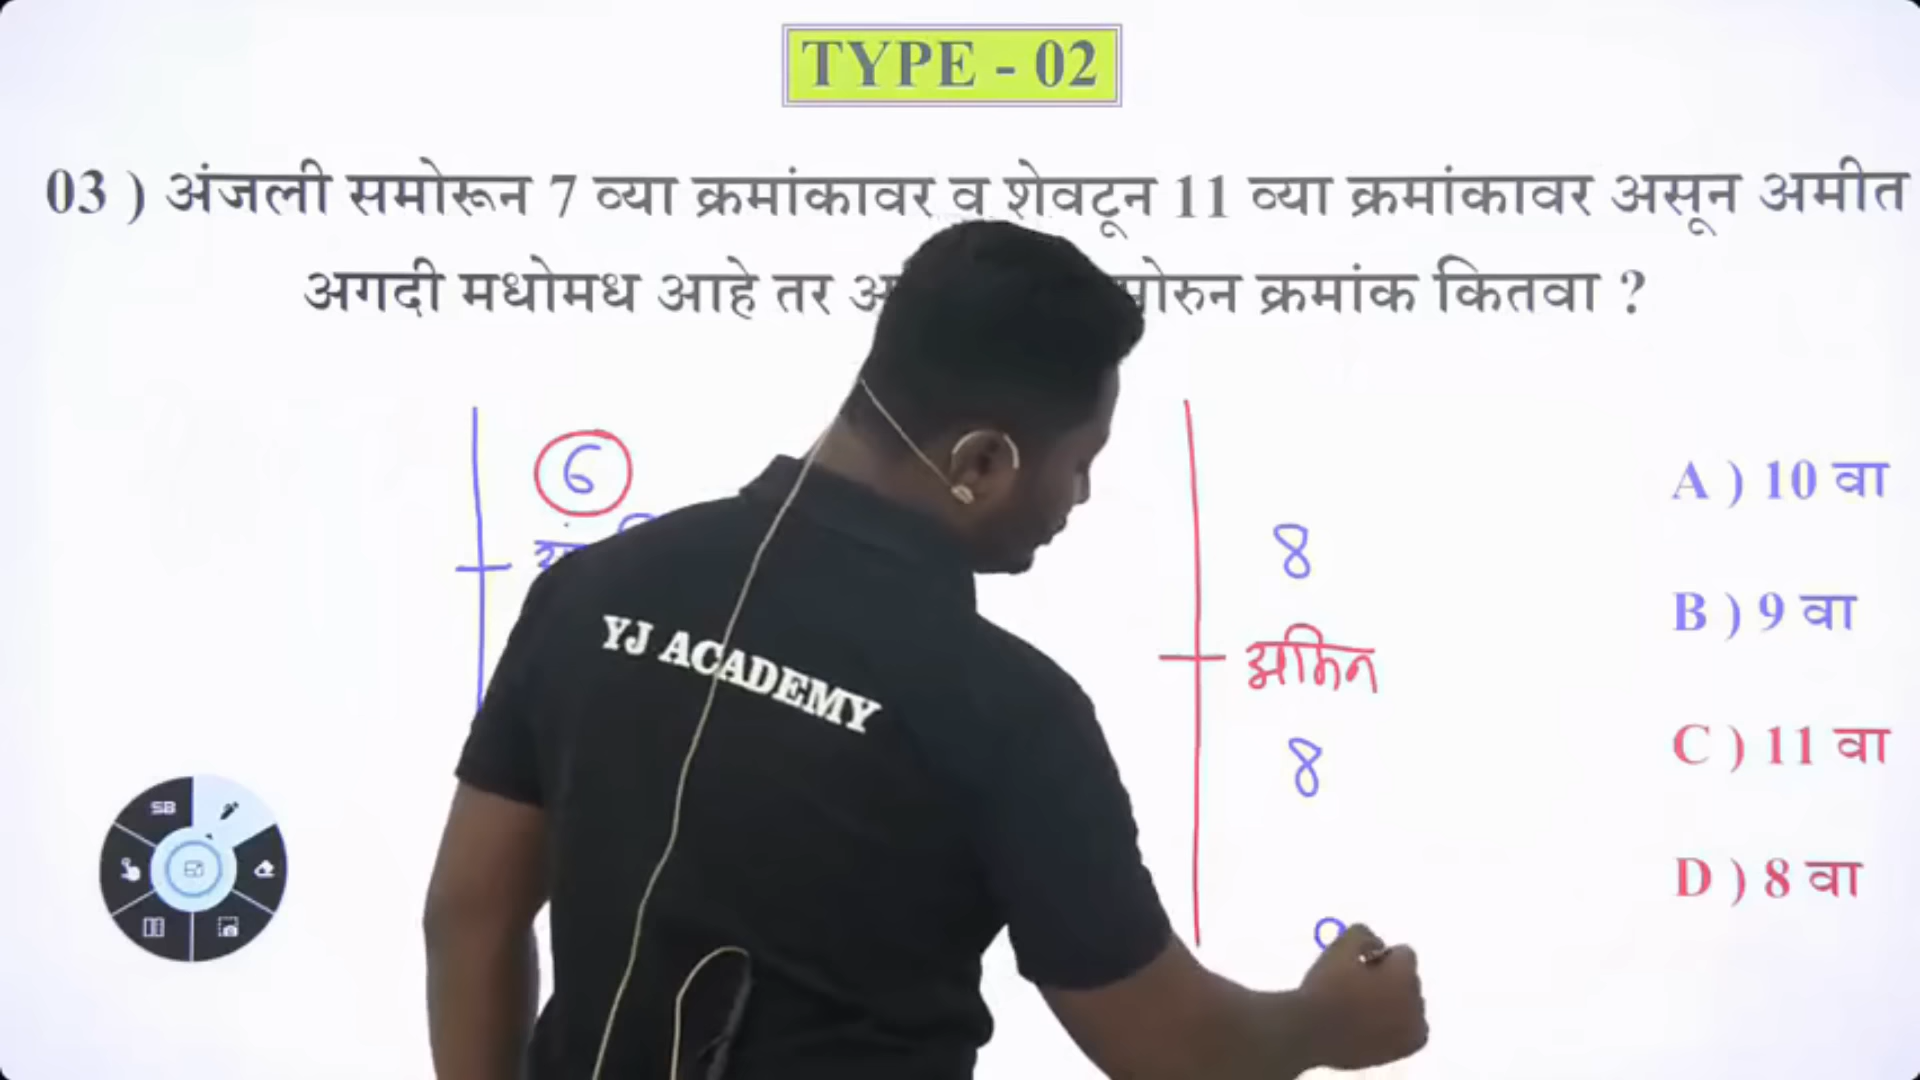 TYPE - 02
03 ) अंजली समोरून 7 व्या क्रमांकावर व शेवटून 11 व्या क्रमांकावर असून अमीत
अगदी मधोमध आहे तर क्रमांक कितवा ?
6
8
अमित
8
A ) 10 वा
B ) 9 वा
C ) 11 वा
D ) 8 वा
YJ ACADEMY
SB